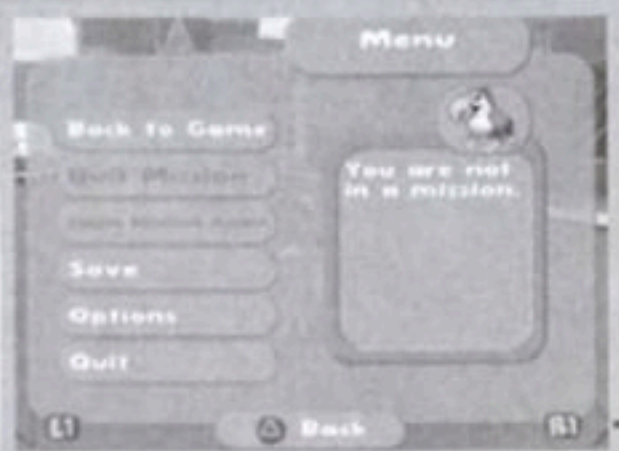 Menu
Back to Game
Quit Mission
You are not
in a mission.
Save
Options
Quit
L1
Back
R1